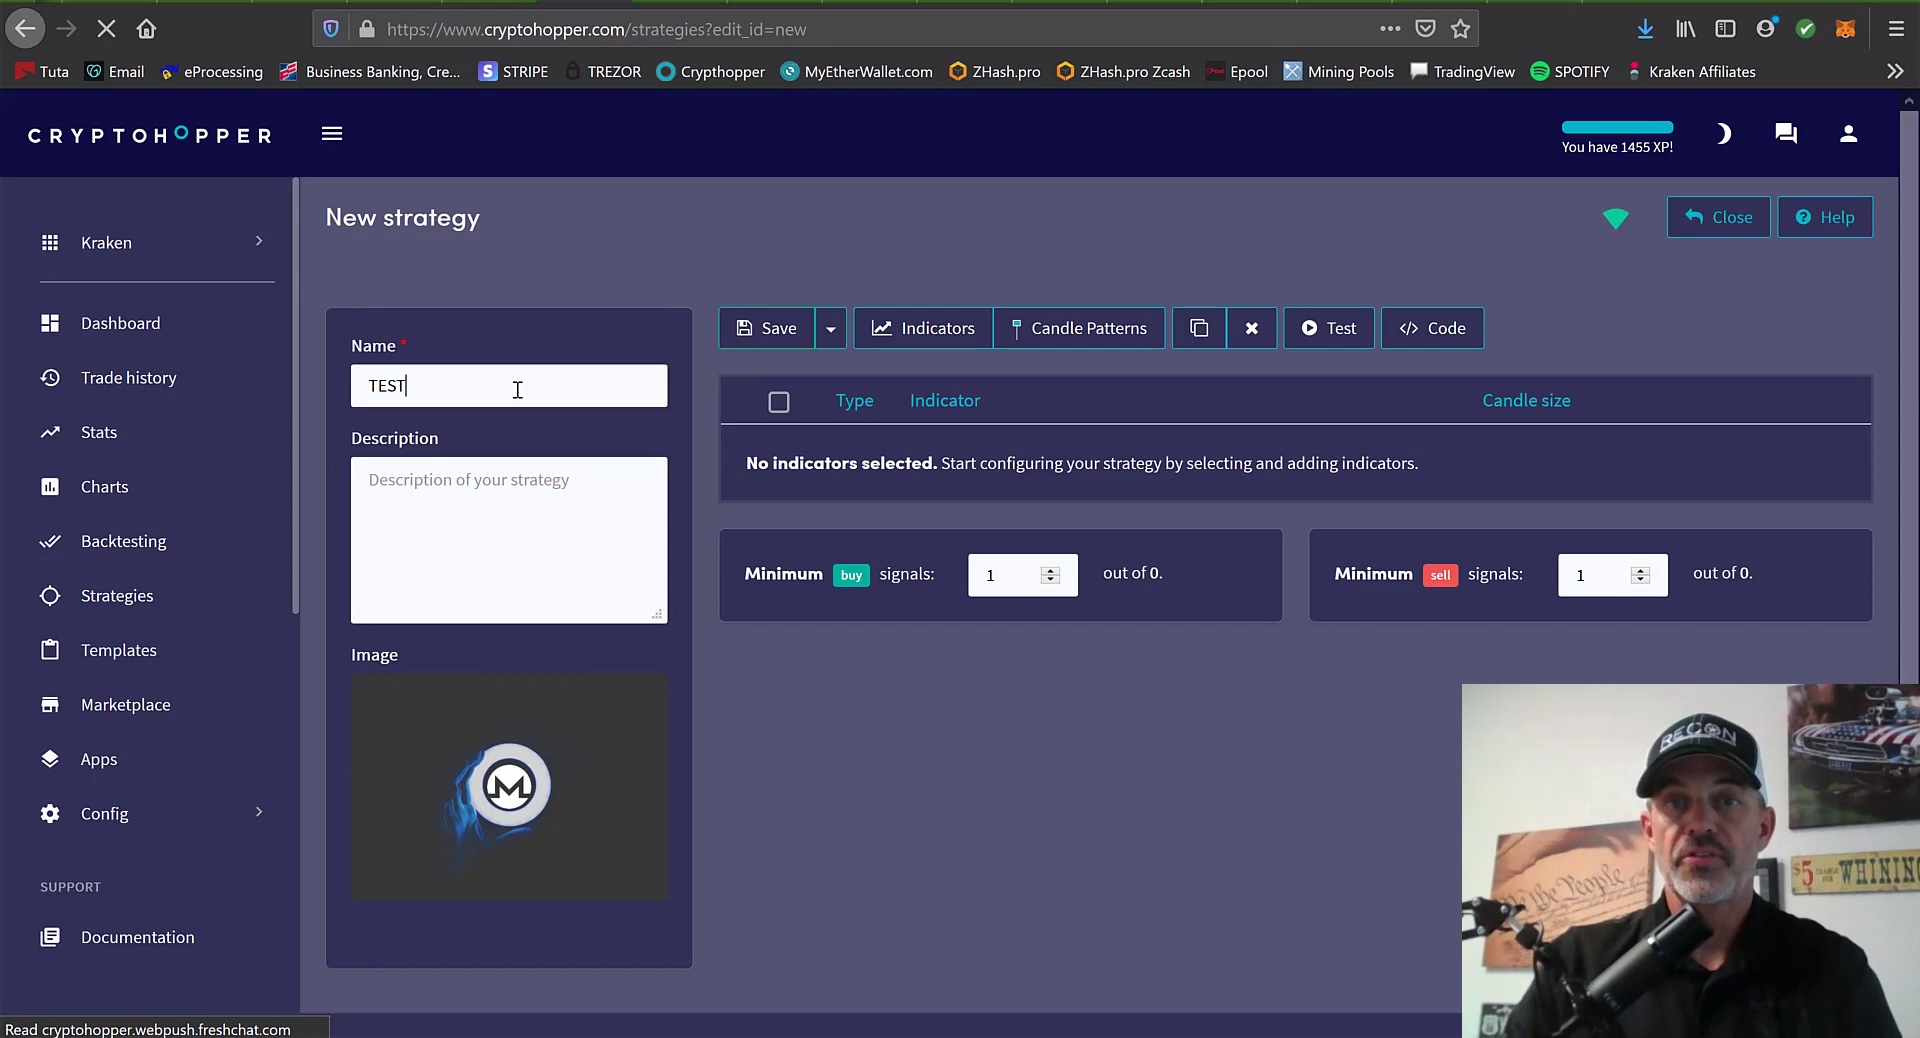 https://www.cryptohopper.com/strategies?edit_id=new
Tuta
Email
eProcessing
Business Banking, Cre...
STRIPE
TREZOR
Crypthopper
MyEtherWallet.com
ZHash.pro
ZHash.pro Zcash
Epool
Mining Pools
TradingView
SPOTIFY
Kraken Affiliates
CRYPTOHOPPER
You have 1455 XP!
Kraken
Dashboard
Trade history
Stats
Charts
Backtesting
Strategies
Templates
Marketplace
Apps
Config
SUPPORT
Documentation
New strategy
Close
Help
Name *
TEST
Description
Description of your strategy
Image
Save
Indicators
Candle Patterns
Test
Code
Type Indicator Candle size
No indicators selected. Start configuring your strategy by selecting and adding indicators.
Minimum buy signals: 1 out of 0.
Minimum sell signals: 1 out of 0.
RECON
We the People
$5 WHINING
Read cryptohopper.webpush.freshchat.com